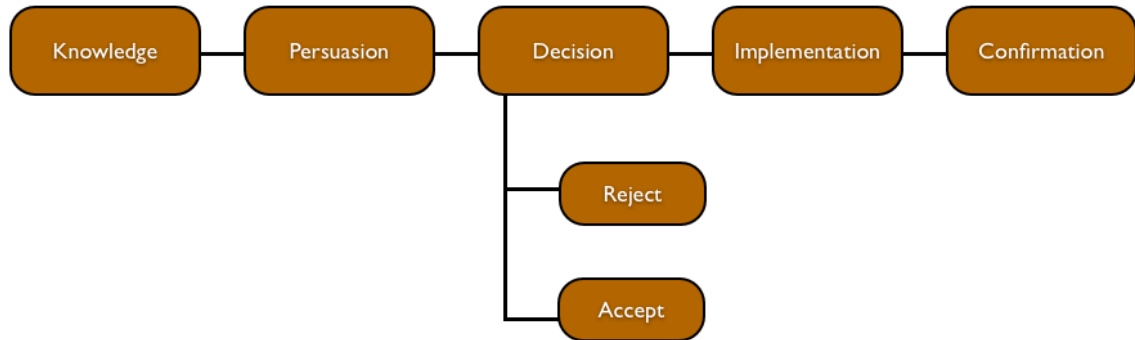 Knowledge
Persuasion
Decision
Implementation
Confirmation
Reject
Accept